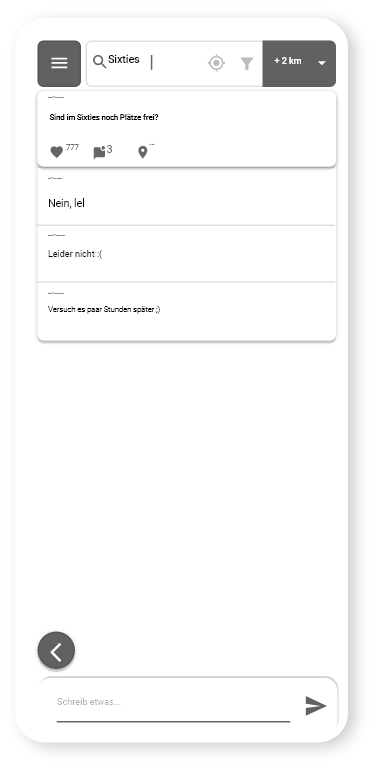 Sixties
+ 2 km
Sind im Sixties noch Plätze frei?
777
3
Nein, lel
Leider nicht :(
Versuch es paar Stunden später ;)
Schreib etwas...